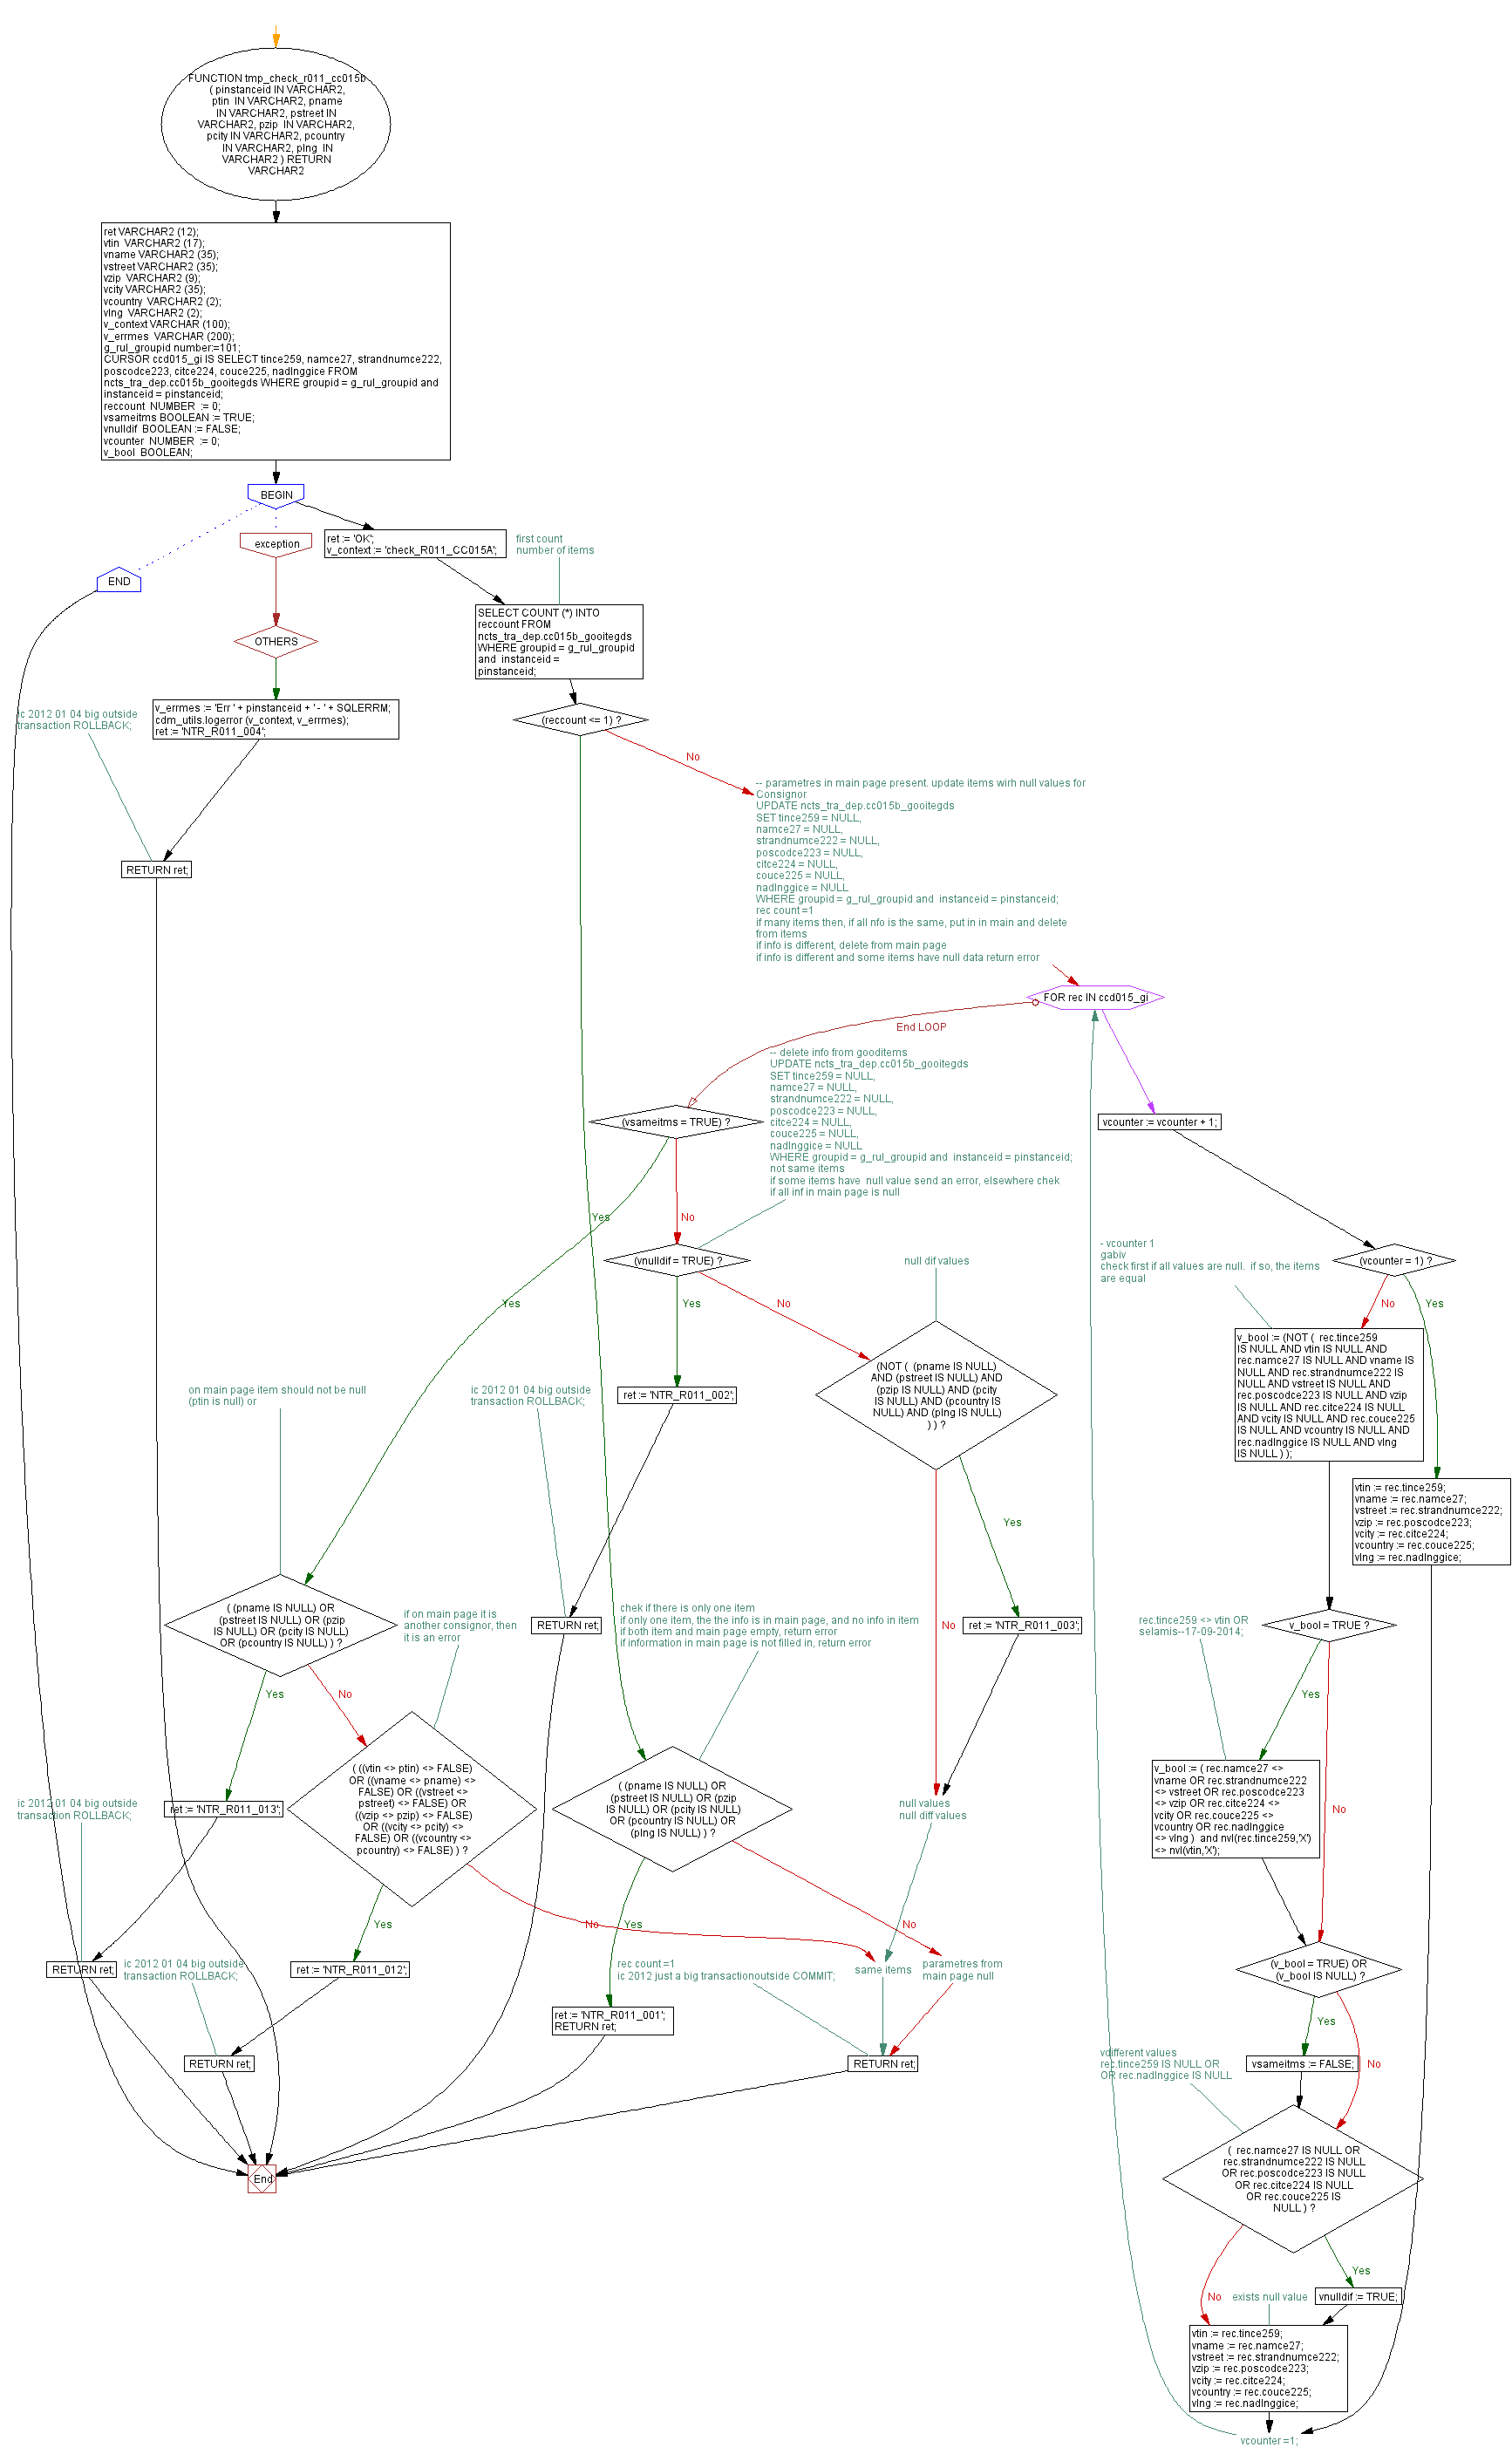 FUNCTION tmp_check_r011_cc015b
( pinstanceid IN VARCHAR2,
ptin  IN VARCHAR2, pname
IN VARCHAR2, pstreet IN
VARCHAR2, pzip  IN VARCHAR2,
pcity IN VARCHAR2, pcountry
IN VARCHAR2, plng  IN
VARCHAR2 ) RETURN
VARCHAR2
ret VARCHAR2 (12);
vtin  VARCHAR2 (17);
vname VARCHAR2 (35);
vstreet VARCHAR2 (35);
vzip  VARCHAR2 (9);
vcity VARCHAR2 (35);
vcountry  VARCHAR2 (2);
vlng  VARCHAR2 (2);
v_context VARCHAR (100);
v_errmes  VARCHAR (200);
g_rul_groupid number:=101;
CURSOR ccd015_gi IS SELECT tince259, namce27, strandnumce222,
poscodce223, citce224, couce225, nadlnggice FROM
ncts_tra_dep.cc015b_gooitegds WHERE groupid = g_rul_groupid and
instanceid = pinstanceid;
reccount  NUMBER  := 0;
vsameitms BOOLEAN := TRUE;
vnulldif  BOOLEAN := FALSE;
vcounter  NUMBER  := 0;
v_bool  BOOLEAN;
BEGIN
exception
END
OTHERS
ret := 'OK';
v_context := 'check_R011_CC015A';
first count
number of items
SELECT COUNT (*) INTO
reccount FROM
ncts_tra_dep.cc015b_gooitegds
WHERE groupid = g_rul_groupid
and  instanceid =
pinstanceid;
ic 2012 01 04 big outside
transaction ROLLBACK;
v_errmes := 'Err ' + pinstanceid + ' - ' + SQLERRM;
cdm_utils.logerror (v_context, v_errmes);
ret := 'NTR_R011_004';
RETURN ret;
(reccount <= 1) ?
No
-- parametres in main page present. update items wirh null values for
Consignor
UPDATE ncts_tra_dep.cc015b_gooitegds
SET tince259 = NULL,
namce27 = NULL,
strandnumce222 = NULL,
poscodce223 = NULL,
citce224 = NULL,
couce225 = NULL,
nadlnggice = NULL
WHERE groupid = g_rul_groupid and  instanceid = pinstanceid;
rec count =1
if many items then, if all nfo is the same, put in in main and delete
from items
if info is different, delete from main page
if info is different and some items have null data return error
FOR rec IN ccd015_gi
End LOOP
-- delete info from gooditems
UPDATE ncts_tra_dep.cc015b_gooitegds
SET tince259 = NULL,
namce27 = NULL,
strandnumce222 = NULL,
poscodce223 = NULL,
citce224 = NULL,
couce225 = NULL,
nadlnggice = NULL
WHERE groupid = g_rul_groupid and  instanceid = pinstanceid;
not same items
if some items have  null value send an error, elsewhere chek
if all inf in main page is null
(vsameitms = TRUE) ?
vcounter := vcounter + 1;
Yes
No
(vnulldif = TRUE) ?
null dif values
- vcounter 1
gabiv
check first if all values are null.  if so, the items
are equal
(vcounter = 1) ?
Yes
Yes
No
No
Yes
(NOT (  (pname IS NULL)
AND (pstreet IS NULL) AND
(pzip IS NULL) AND (pcity
IS NULL) AND (pcountry IS
NULL) AND (plng IS NULL)
) ) ?
v_bool := (NOT (  rec.tince259
IS NULL AND vtin IS NULL AND
rec.namce27 IS NULL AND vname IS
NULL AND rec.strandnumce222 IS
NULL AND vstreet IS NULL AND
rec.poscodce223 IS NULL AND vzip
IS NULL AND rec.citce224 IS NULL
AND vcity IS NULL AND rec.couce225
IS NULL AND vcountry IS NULL AND
rec.nadlnggice IS NULL AND vlng
IS NULL ) );
on main page item should not be null
(ptin is null) or
ic 2012 01 04 big outside
transaction ROLLBACK;
ret := 'NTR_R011_002';
vtin := rec.tince259;
vname := rec.namce27;
vstreet := rec.strandnumce222;
vzip := rec.poscodce223;
vcity := rec.citce224;
vcountry := rec.couce225;
vlng := rec.nadlnggice;
Yes
( (pname IS NULL) OR
(pstreet IS NULL) OR (pzip
IS NULL) OR (pcity IS NULL)
OR (pcountry IS NULL) ) ?
if on main page it is
another consignor, then
it is an error
RETURN ret;
chek if there is only one item
if only one item, the the info is in main page, and no info in item
if both item and main page empty, return error
if information in main page is not filled in, return error
No
ret := 'NTR_R011_003';
rec.tince259 <> vtin OR
selamis--17-09-2014;
v_bool = TRUE ?
Yes
No
Yes
No
( ((vtin <> ptin) <> FALSE)
OR ((vname <> pname) <>
FALSE) OR ((vstreet <>
pstreet) <> FALSE) OR
((vzip <> pzip) <> FALSE)
OR ((vcity <> pcity) <>
FALSE) OR ((vcountry <>
pcountry) <> FALSE) ) ?
( (pname IS NULL) OR
(pstreet IS NULL) OR (pzip
IS NULL) OR (pcity IS NULL)
OR (pcountry IS NULL) OR
(plng IS NULL) ) ?
v_bool := ( rec.namce27 <>
vname OR rec.strandnumce222
<> vstreet OR rec.poscodce223
<> vzip OR rec.citce224 <>
vcity OR rec.couce225 <>
vcountry OR rec.nadlnggice
<> vlng )  and nvl(rec.tince259,'X')
<> nvl(vtin,'X');
ic 2012 01 04 big outside
transaction ROLLBACK;
ret := 'NTR_R011_013';
null values
null diff values
Yes
No
Yes
No
RETURN ret;
ic 2012 01 04 big outside
transaction ROLLBACK;
ret := 'NTR_R011_012';
rec count =1
ic 2012 just a big transactionoutside COMMIT;
same items
parametres from
main page null
(v_bool = TRUE) OR
(v_bool IS NULL) ?
ret := 'NTR_R011_001';
RETURN ret;
Yes
No
RETURN ret;
RETURN ret;
vdifferent values
rec.tince259 IS NULL OR
OR rec.nadlnggice IS NULL
vsameitms := FALSE;
End
(  rec.namce27 IS NULL OR
rec.strandnumce222 IS NULL
OR rec.poscodce223 IS NULL
OR rec.citce224 IS NULL
OR rec.couce225 IS
NULL ) ?
Yes
No
exists null value
vnulldif := TRUE;
vtin := rec.tince259;
vname := rec.namce27;
vstreet := rec.strandnumce222;
vzip := rec.poscodce223;
vcity := rec.citce224;
vcountry := rec.couce225;
vlng := rec.nadlnggice;
vcounter =1;